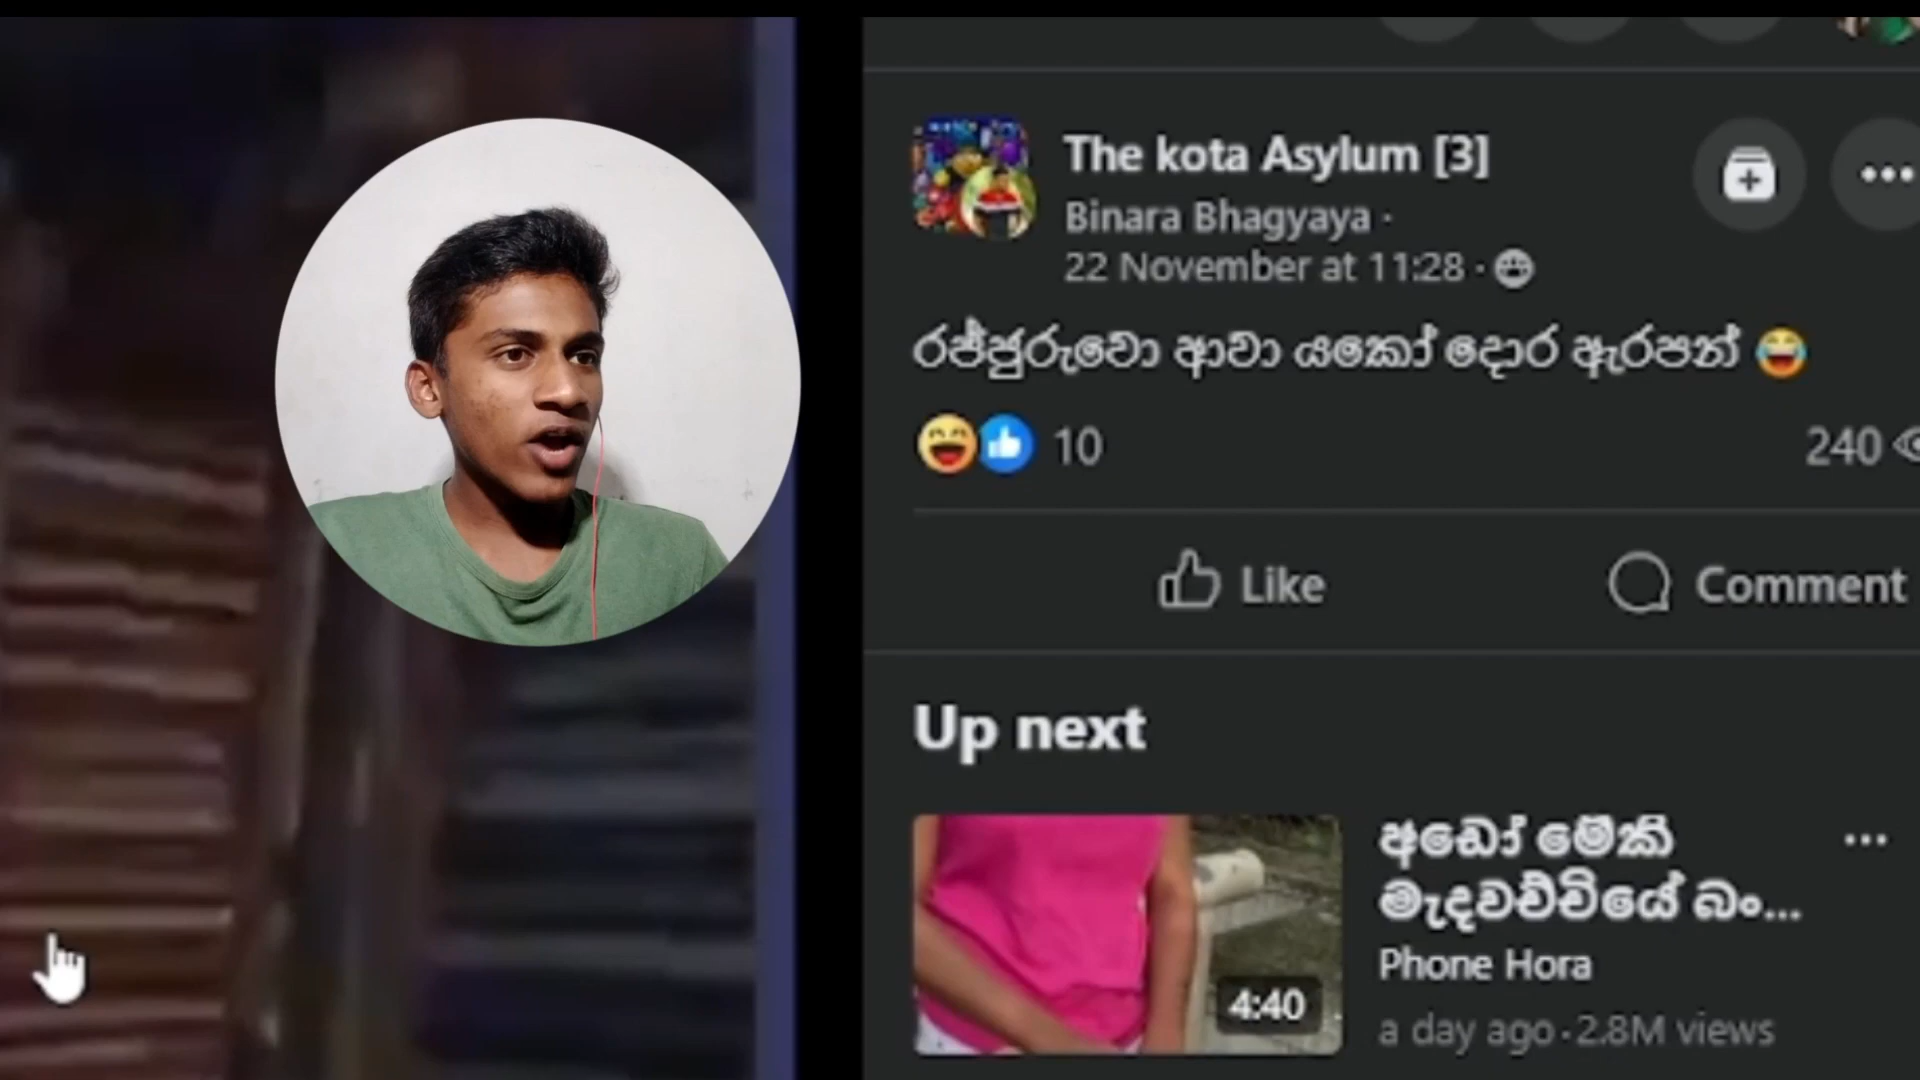 The kota Asylum [3]
Binara Bhagyaya ·
22 November at 11:28 ·
රජ්ජුරුවො ආවා යකෝ දොර ඇරපන් 😂
10
240
Like
Comment
Up next
අඩෝ මේකි
මැදවච්චියේ බං...
Phone Hora
4:40
a day ago · 2.8M views